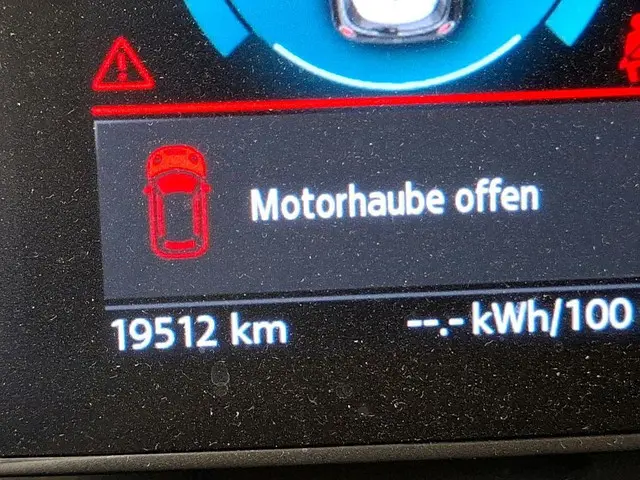 Motorhaube offen
19512 km
--.- kWh/100